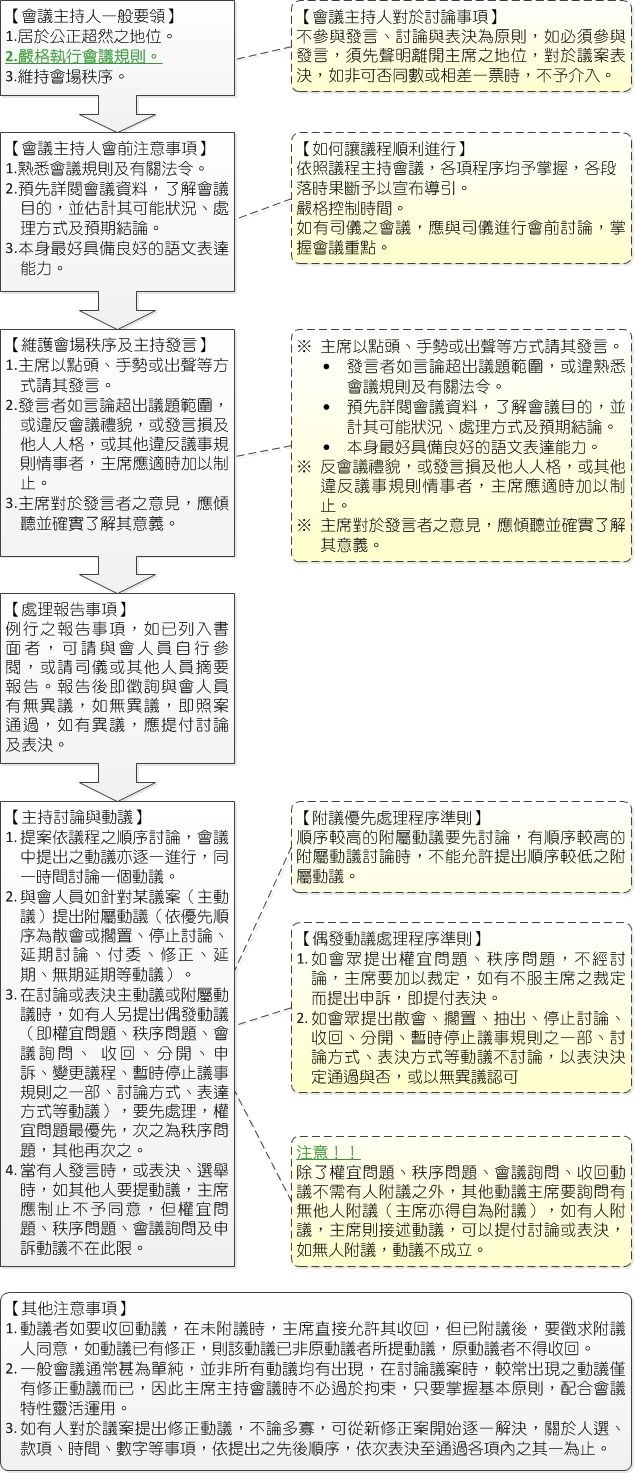 【會議主持人一般要領】
1.居於公正超然之地位。
2.嚴格執行會議規則。
3.維持會場秩序。
【會議主持人對於討論事項】
不參與發言、討論與表決為原則，如必須參與
發言，須先聲明離開主席之地位，對於議案表
決，如非可否同數或相差一票時，不予介入。
【會議主持人會前注意事項】
1.熟悉會議規則及有關法令。
2.預先詳閱會議資料，了解會議
目的，並估計其可能狀況、處
理方式及預期結論。
3.本身最好具備良好的語文表達
能力。
【如何讓議程順利進行】
依照議程主持會議，各項程序均予掌握，各段
落時果斷予以宣布導引。
嚴格控制時間。
如有司儀之會議，應與司儀進行會前討論，掌
握會議重點。
【維護會場秩序及主持發言】
1.主席以點頭、手勢或出聲等方
式請其發言。
2.發言者如言論超出議題範圍，
或違反會議禮貌，或發言損及
他人人格，或其他違反議事規
則情事者，主席應適時加以制
止。
3.主席對於發言者之意見，應傾
聽並確實了解其意義。
※ 主席以點頭、手勢或出聲等方式請其發言。
• 發言者如言論超出議題範圍，或違熟悉
會議規則及有關法令。
• 預先詳閱會議資料，了解會議目的，並估
計其可能狀況、處理方式及預期結論。
• 本身最好具備良好的語文表達能力。
※ 反會議禮貌，或發言損及他人人格，或其他
違反議事規則情事者，主席應適時加以制
止。
※ 主席對於發言者之意見，應傾聽並確實了解
其意義。
【處理報告事項】
例行之報告事項，如已列入書
面者，可請與會人員自行參
閱，或請司儀或其他人員摘要
報告。報告後即徵詢與會人員
有無異議，如無異議，即照案
通過，如有異議，應提付討論
及表決。
【主持討論與動議】
1. 提案依議程之順序討論，會議
中提出之動議亦逐一進行，同
一時間討論一個動議。
2. 與會人員如針對某議案（主動
議）提出附屬動議（依優先順
序為散會或擱置、停止討論、
延期討論、付委、修正、延
期、無期延期等動議）。
3. 在討論或表決主動議或附屬動
議時，如有人另提出偶發動議
（即權宜問題、秩序問題、會
議詢問、 收回、分開、申
訴、變更議程、暫時停止議事
規則之一部、討論方式、表達
方式等動議），要先處理，權
宜問題最優先，次之為秩序問
題，其他再次之。
4. 當有人發言時，或表決、選舉
時，如其他人要提動議，主席
應制止不予同意，但權宜問
題、秩序問題、會議詢問及申
訴動議不在此限。
【附議優先處理程序準則】
順序較高的附屬動議要先討論，有順序較高的
附屬動議討論時，不能允許提出順序較低之附
屬動議。
【偶發動議處理程序準則】
1. 如會眾提出權宜問題、秩序問題，不經討
論，主席要加以裁定，如有不服主席之裁定
而提出申訴，即提付表決。
2. 如會眾提出散會、擱置、抽出、停止討論、
收回、分開、暫時停止議事規則之一部、討
論方式、表決方式等動議不討論，以表決決
定通過與否，或以無異議認可
注意！！
除了權宜問題、秩序問題、會議詢問、收回動
議不需有人附議之外，其他動議主席要詢問有
無他人附議（主席亦得自為附議），如有人附
議，主席則接述動議，可以提付討論或表決，
如無人附議，動議不成立。
【其他注意事項】
1. 動議者如要收回動議，在未附議時，主席直接允許其收回，但已附議後，要徵求附議
人同意，如動議已有修正，則該動議已非原動議者所提動議，原動議者不得收回。
2. 一般會議通常甚為單純，並非所有動議均有出現，在討論議案時，較常出現之動議僅
有修正動議而已，因此主席主持會議時不必過於拘束，只要掌握基本原則，配合會議
特性靈活運用。
3. 如有人對於議案提出修正動議，不論多寡，可從新修正案開始逐一解決，關於人選、
款項、時間、數字等事項，依提出之先後順序，依次表決至通過各項內之其一為止。